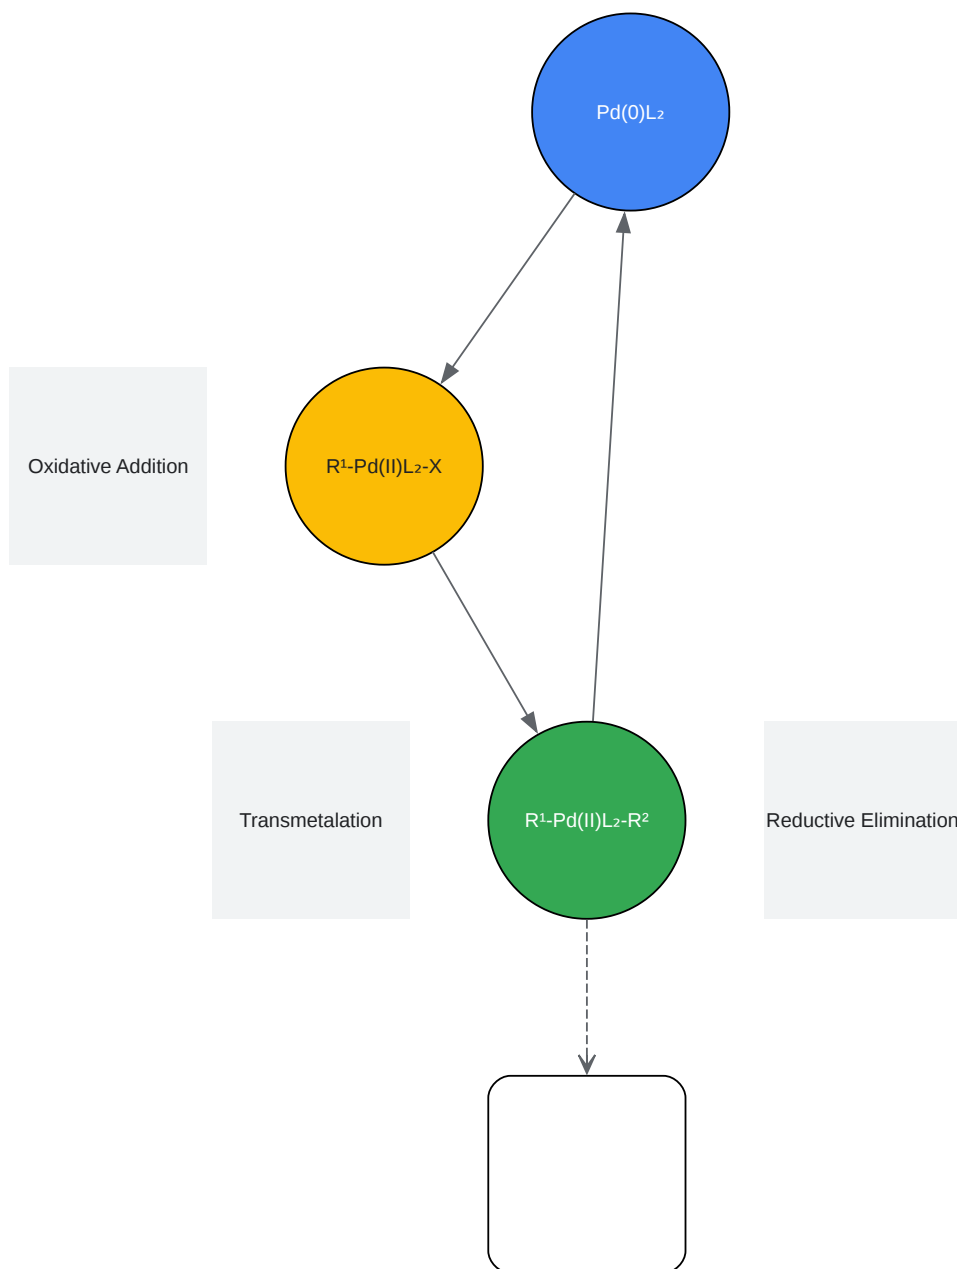 Pd(0)L₂
Oxidative Addition
R¹-Pd(II)L₂-X
Transmetalation
R¹-Pd(II)L₂-R²
Reductive Elimination